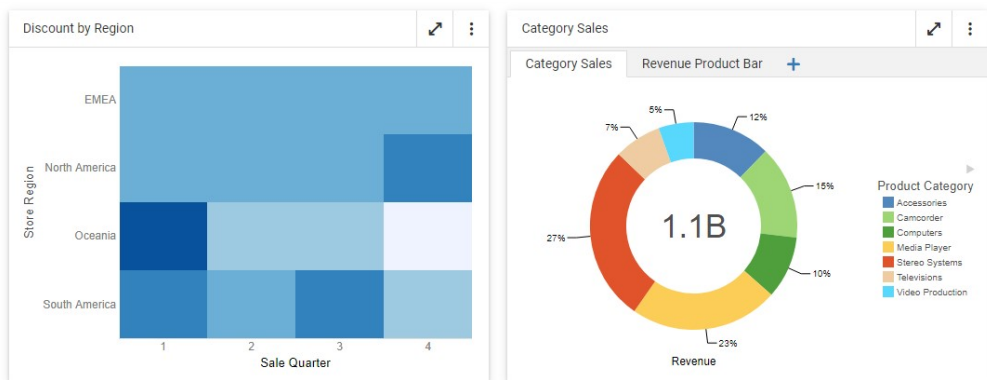 Discount by Region
EMEA
North America
Oceania
South America
Store Region
1 2 3 4
Sale Quarter
Category Sales
Category Sales Revenue Product Bar +
5%
12%
7%
15%
27%
10%
23%
1.1B
Revenue
Product Category
Accessories
Camcorder
Computers
Media Player
Stereo Systems
Televisions
Video Production